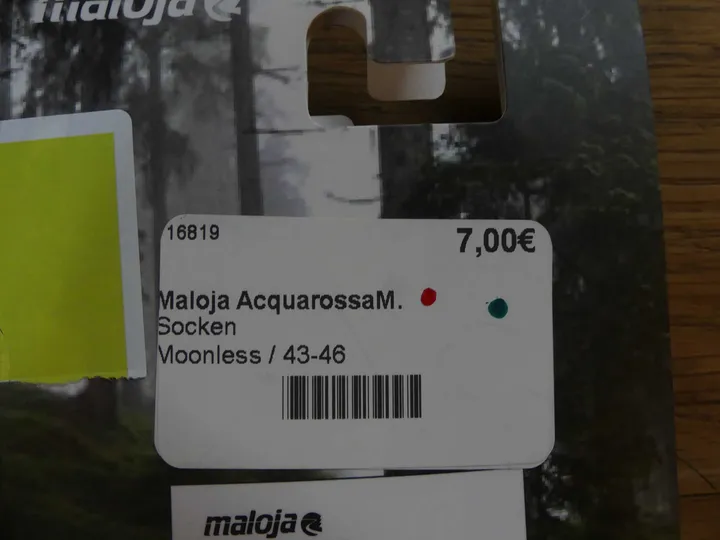 maloja
16819
7,00€
Maloja AcquarossaM.
Socken
Moonless / 43-46
maloja